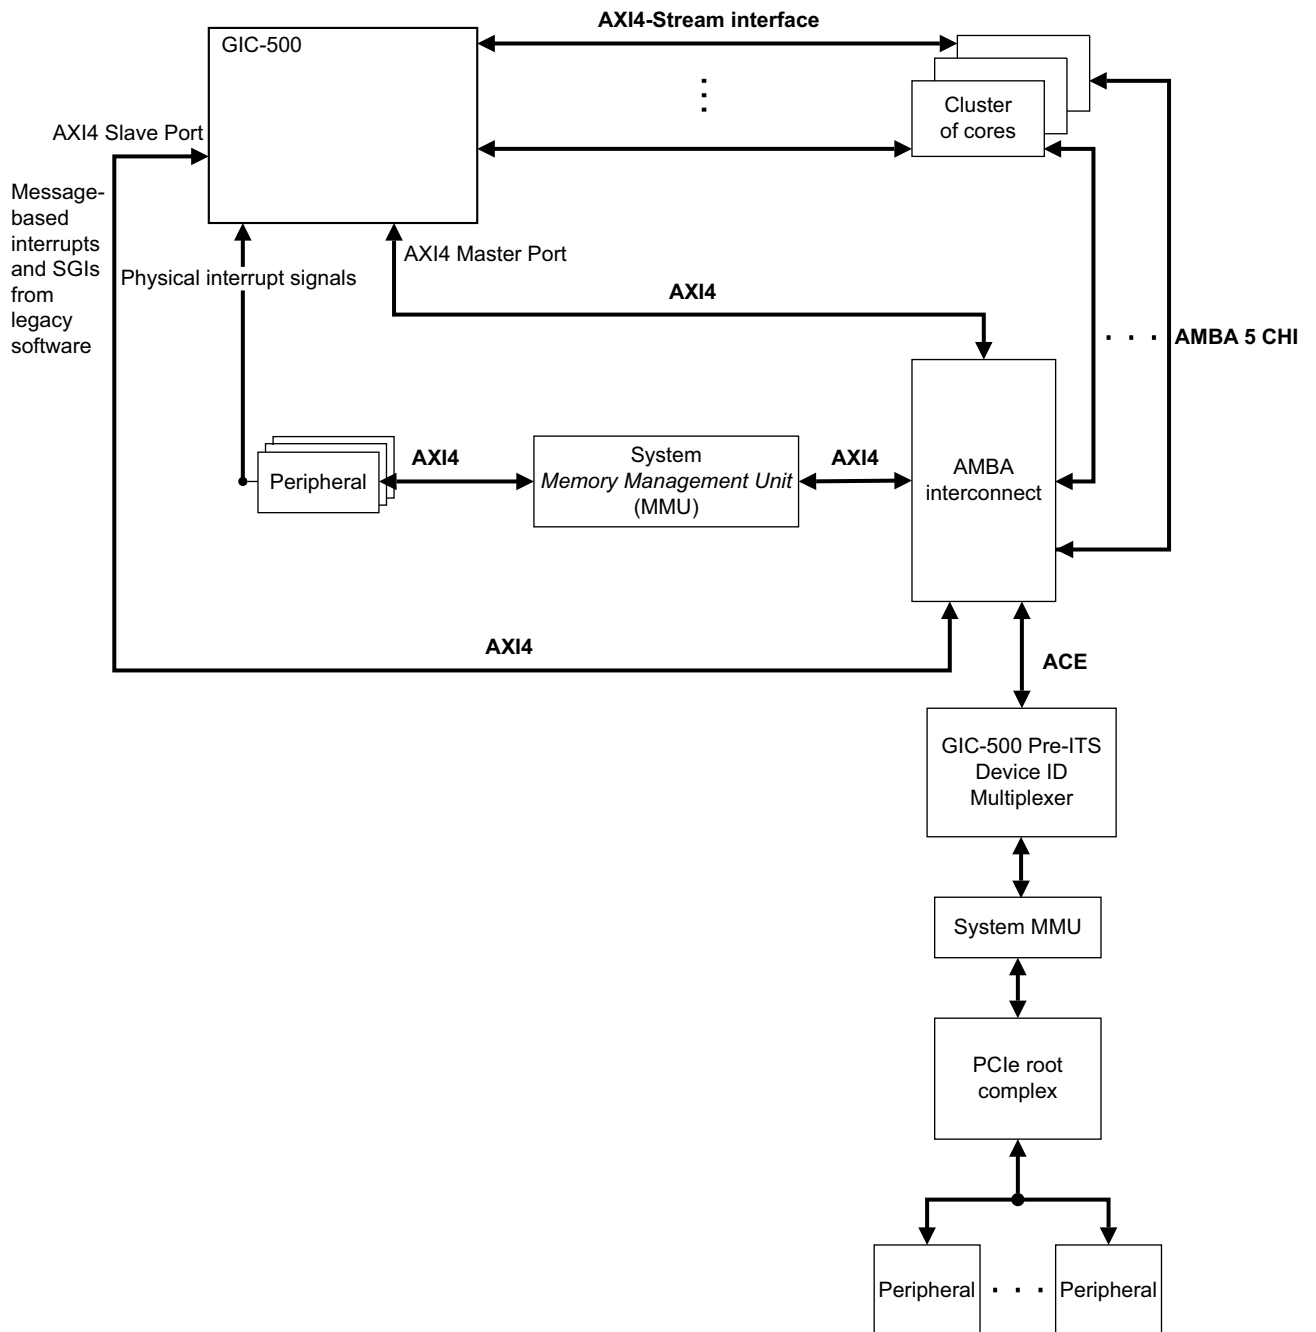 AXI4-Stream interface
GIC-500
Cluster
of cores
AXI4 Slave Port
Message-
based
interrupts
and SGIs
from
legacy
software
Physical interrupt signals
AXI4 Master Port
AXI4
AMBA 5 CHI
Peripheral
AXI4
System
Memory Management Unit
(MMU)
AXI4
AMBA
interconnect
AXI4
ACE
GIC-500 Pre-ITS
Device ID
Multiplexer
System MMU
PCIe root
complex
Peripheral
Peripheral